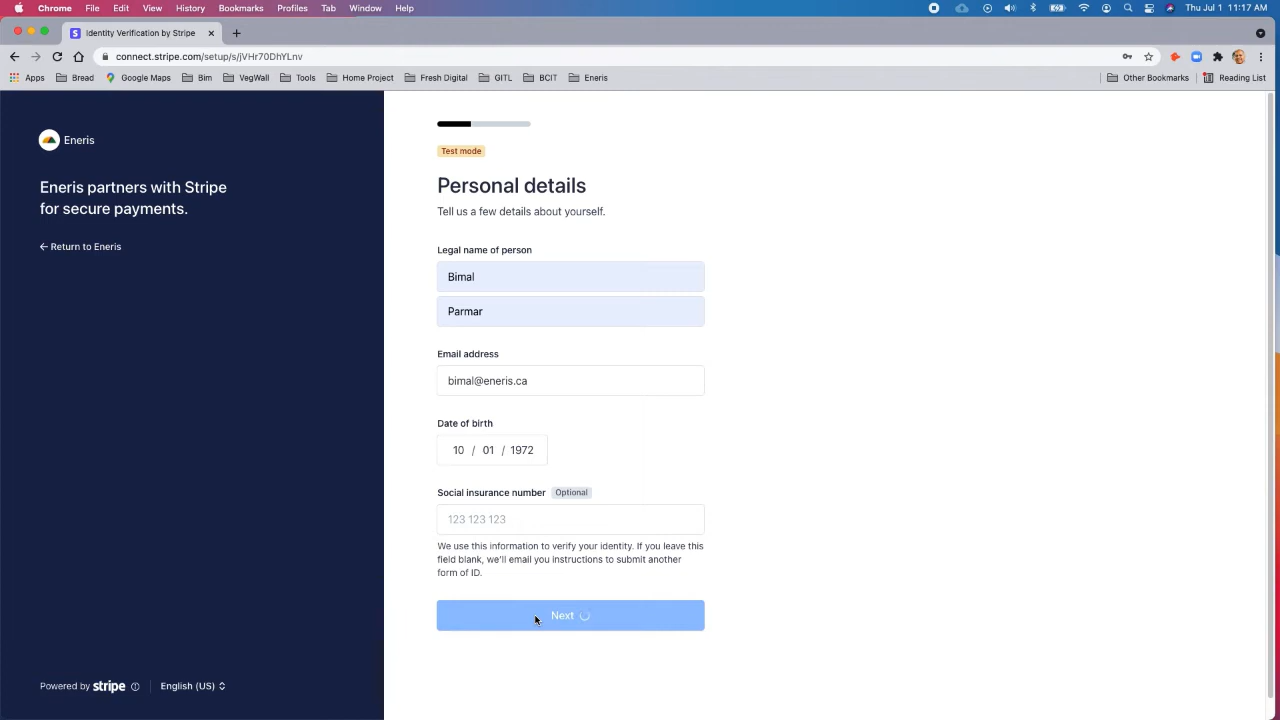 Chrome File Edit View History Bookmarks Profiles Tab Window Help Thu Jul 1 11:17 AM
Identity Verification by Stripe
connect.stripe.com/setup/s/jVHr70DhYLnv
Apps Bread Google Maps Bim VegWall Tools Home Project Fresh Digital GITL BCIT Eneris Other Bookmarks Reading List
Eneris
Eneris partners with Stripe
for secure payments.
← Return to Eneris
Test mode
Personal details
Tell us a few details about yourself.
Legal name of person
Bimal
Parmar
Email address
bimal@eneris.ca
Date of birth
10 / 01 / 1972
Social insurance number Optional
123 123 123
We use this information to verify your identity. If you leave this
field blank, we'll email you instructions to submit another
form of ID.
Next
Powered by stripe English (US)